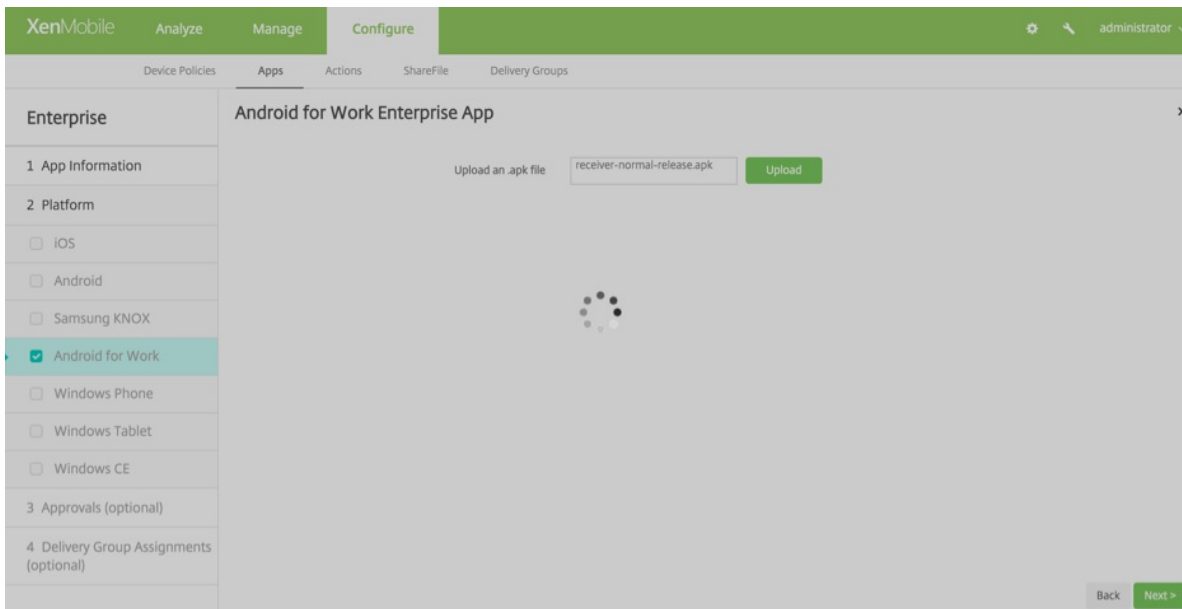 XenMobile Analyze Manage Configure administrator
Device Policies Apps Actions ShareFile Delivery Groups
Enterprise
Android for Work Enterprise App
1 App Information
Upload an .apk file receiver-normal-release.apk Upload
2 Platform
iOS
Android
Samsung KNOX
Android for Work
Windows Phone
Windows Tablet
Windows CE
3 Approvals (optional)
4 Delivery Group Assignments
(optional)
Back Next >